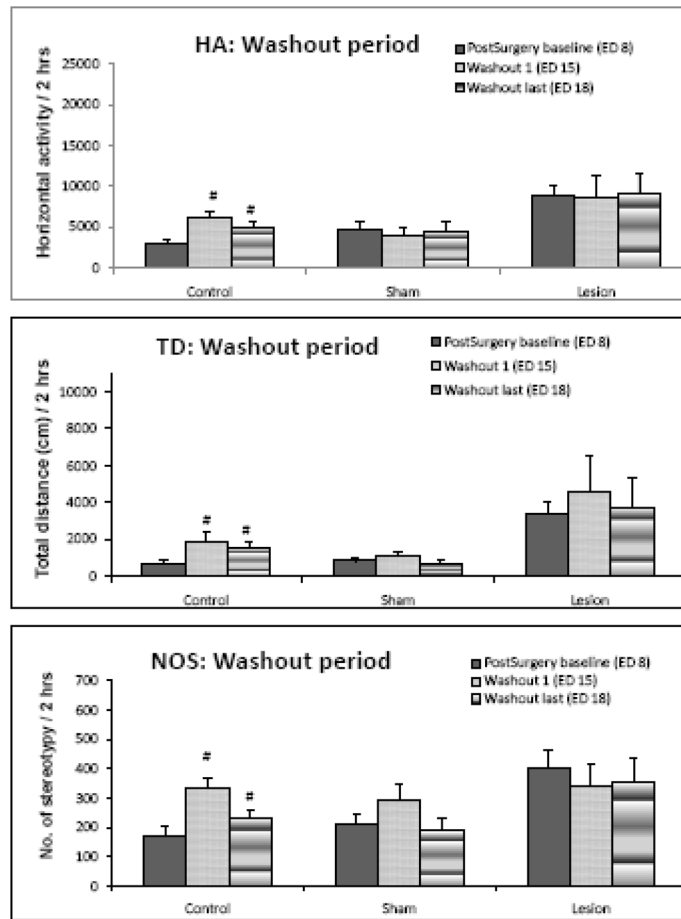 HA: Washout period
PostSurgery baseline (ED 8)
Washout 1 (ED 15)
Washout last (ED 18)
Horizontal activity / 2 hrs
25000
20000
15000
10000
5000
0
#
#
Control
Sham
Lesion
TD: Washout period
PostSurgery baseline (ED 8)
Washout 1 (ED 15)
Washout last (ED 18)
Total distance (cm) / 2 hrs
10000
8000
6000
4000
2000
0
#
#
Control
Sham
Lesion
NOS: Washout period
PostSurgery baseline (ED 8)
Washout 1 (ED 15)
Washout last (ED 18)
No. of stereotypy / 2 hrs
700
600
500
400
300
200
100
0
#
#
Control
Sham
Lesion